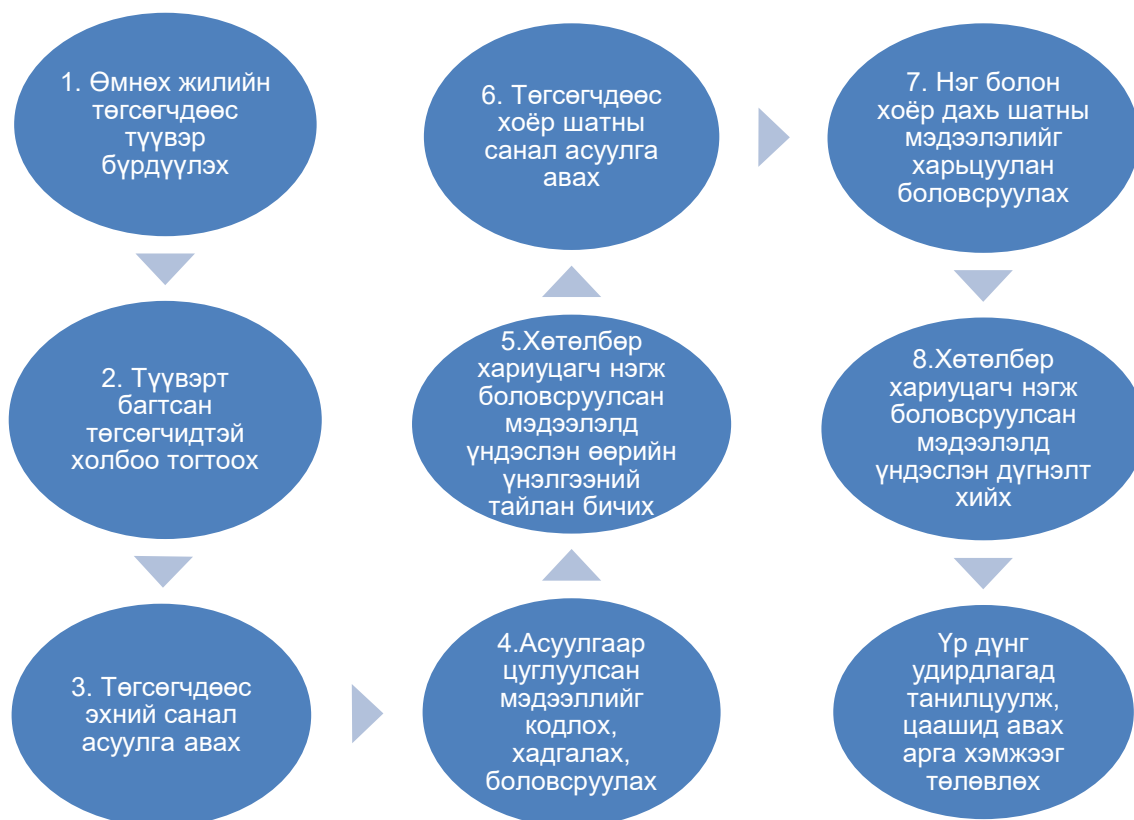 1. Өмнөх жилийн
төгсөгчдөөс
түүвэр
бүрдүүлэх
2. Түүвэрт
багтсан
төгсөгчидтэй
холбоо тогтоох
3. Төгсөгчдөөс
эхний санал
асуулга авах
4.Асуулгаар
цуглуулсан
мэдээллийг
кодлох,
хадгалах,
боловсруулах
5.Хөтөлбөр
хариуцагч нэгж
боловсруулсан
мэдээлэлд
үндэслэн өөрийн
үнэлгээний
тайлан бичих
6. Төгсөгчдөөс
хоёр шатны
санал асуулга
авах
7. Нэг болон
хоёр дахь шатны
мэдээлэлийг
харьцуулан
боловсруулах
8.Хөтөлбөр
хариуцагч нэгж
боловсруулсан
мэдээлэлд
үндэслэн дүгнэлт
хийх
Үр дүнг
удирдлагад
танилцуулж,
цаашид авах
арга хэмжээг
төлөвлөх